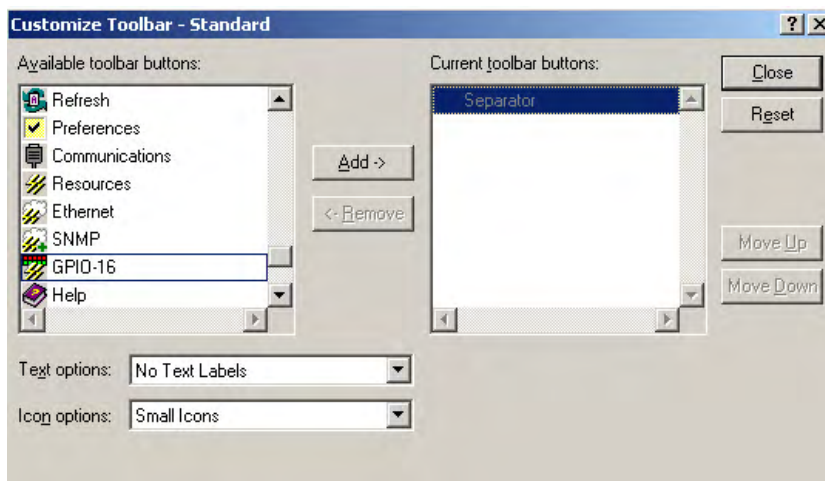 Customize Toolbar - Standard
Available toolbar buttons:
Refresh
Preferences
Communications
Resources
Ethernet
SNMP
GPIO-16
Help
Add ->
<- Remove
Current toolbar buttons:
Separator
Close
Reset
Move Up
Move Down
Text options:
No Text Labels
Icon options:
Small Icons